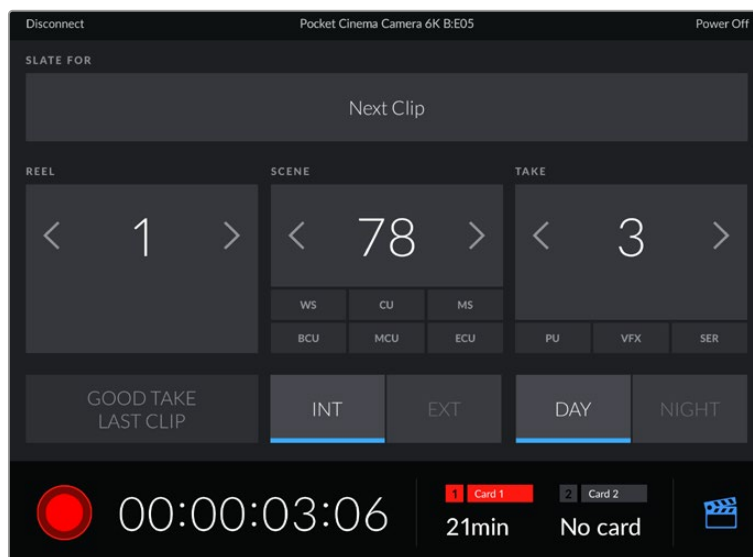 Disconnect Pocket Cinema Camera 6K B:E05 Power Off
SLATE FOR
Next Clip
REEL SCENE TAKE
< 1 > < 78 > < 3 >
WS CU MS
BCU MCU ECU PU VFX SER
GOOD TAKE
LAST CLIP
INT EXT DAY NIGHT
00:00:03:06
1 Card 1 2 Card 2
21min No card